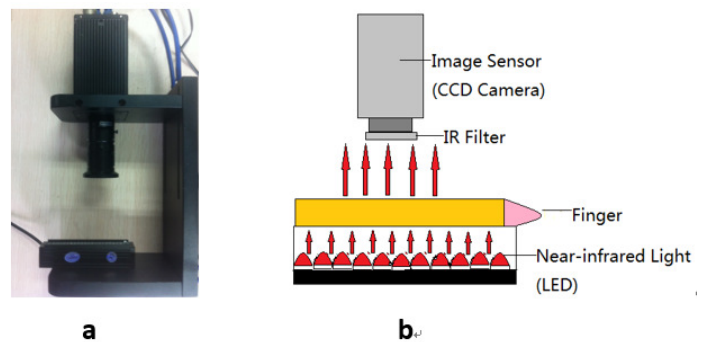 Image Sensor
(CCD Camera)
IR Filter
Finger
Near-infrared Light
(LED)
a
b